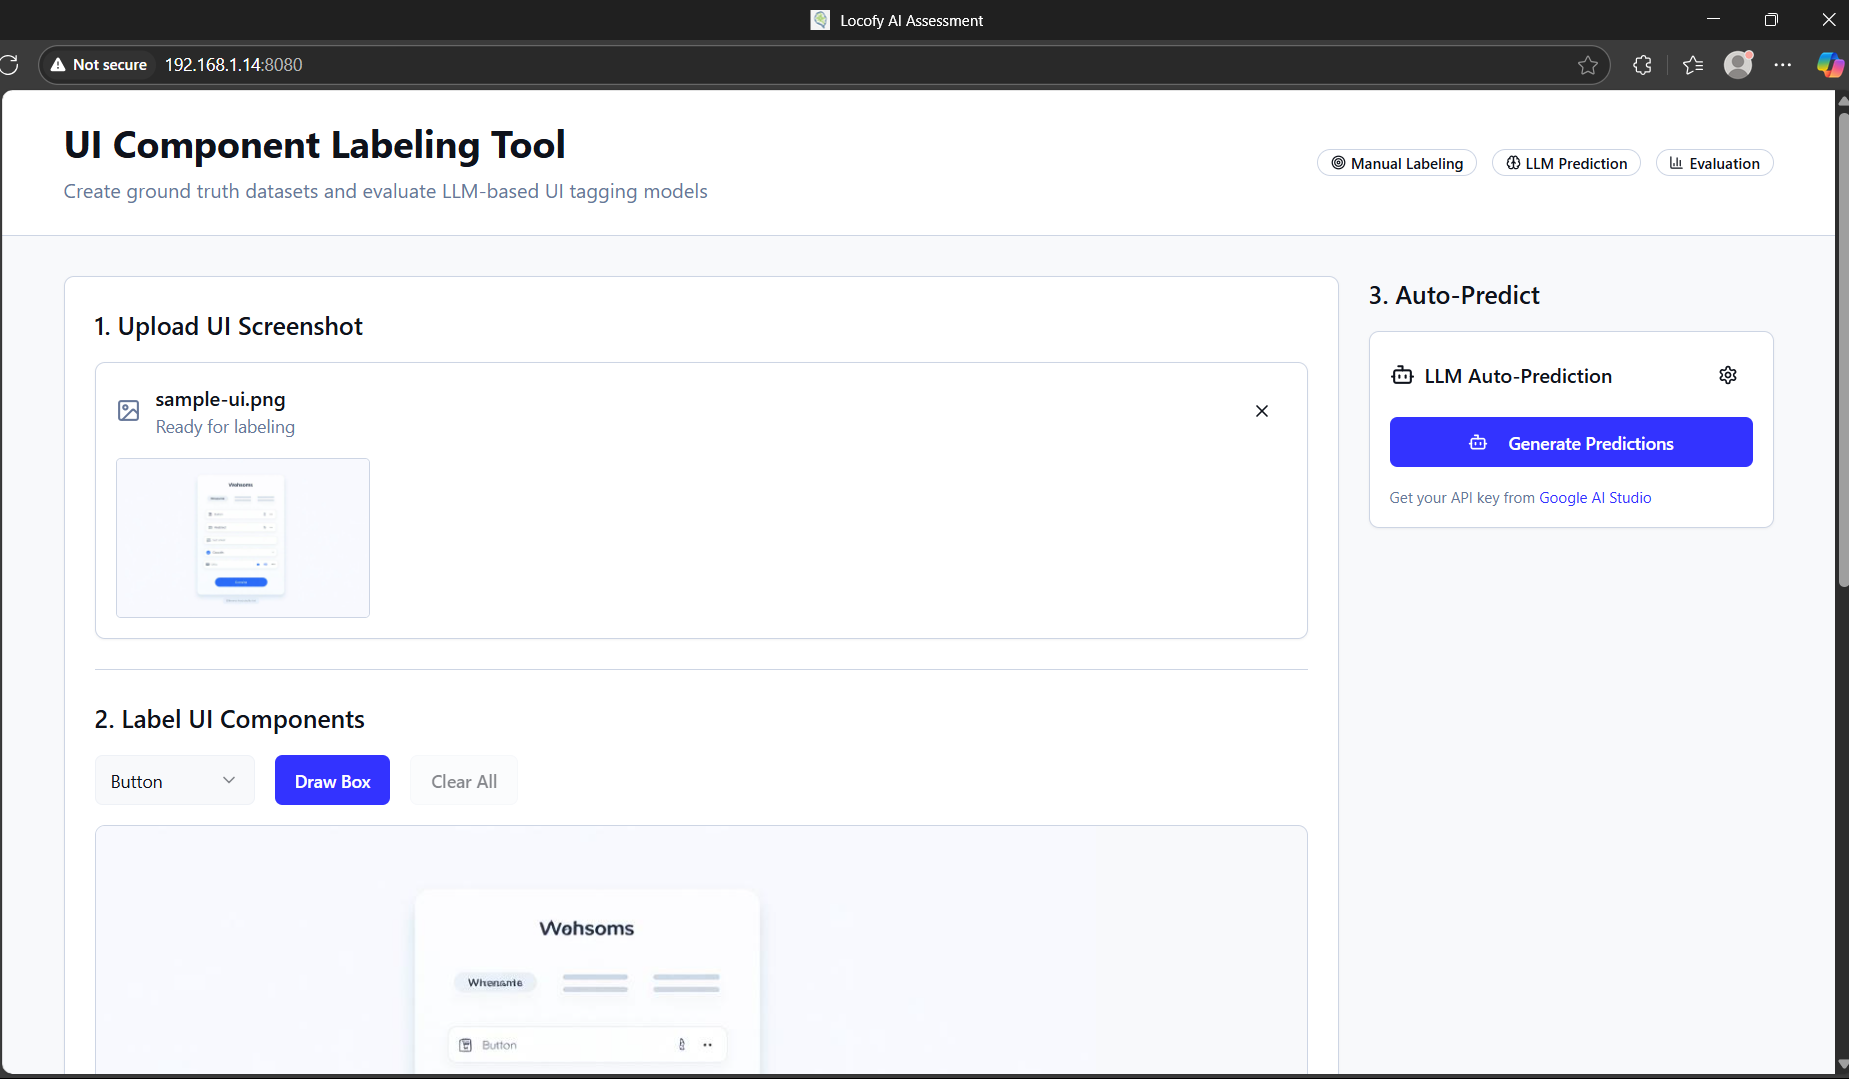 Locofy AI Assessment
Not secure 192.168.1.14:8080
UI Component Labeling Tool
Create ground truth datasets and evaluate LLM-based UI tagging models
Manual Labeling
LLM Prediction
Evaluation
1. Upload UI Screenshot
sample-ui.png
Ready for labeling
Wohsoms
2. Label UI Components
Button
Draw Box
Clear All
Wohsoms
Button
3. Auto-Predict
LLM Auto-Prediction
Generate Predictions
Get your API key from Google AI Studio